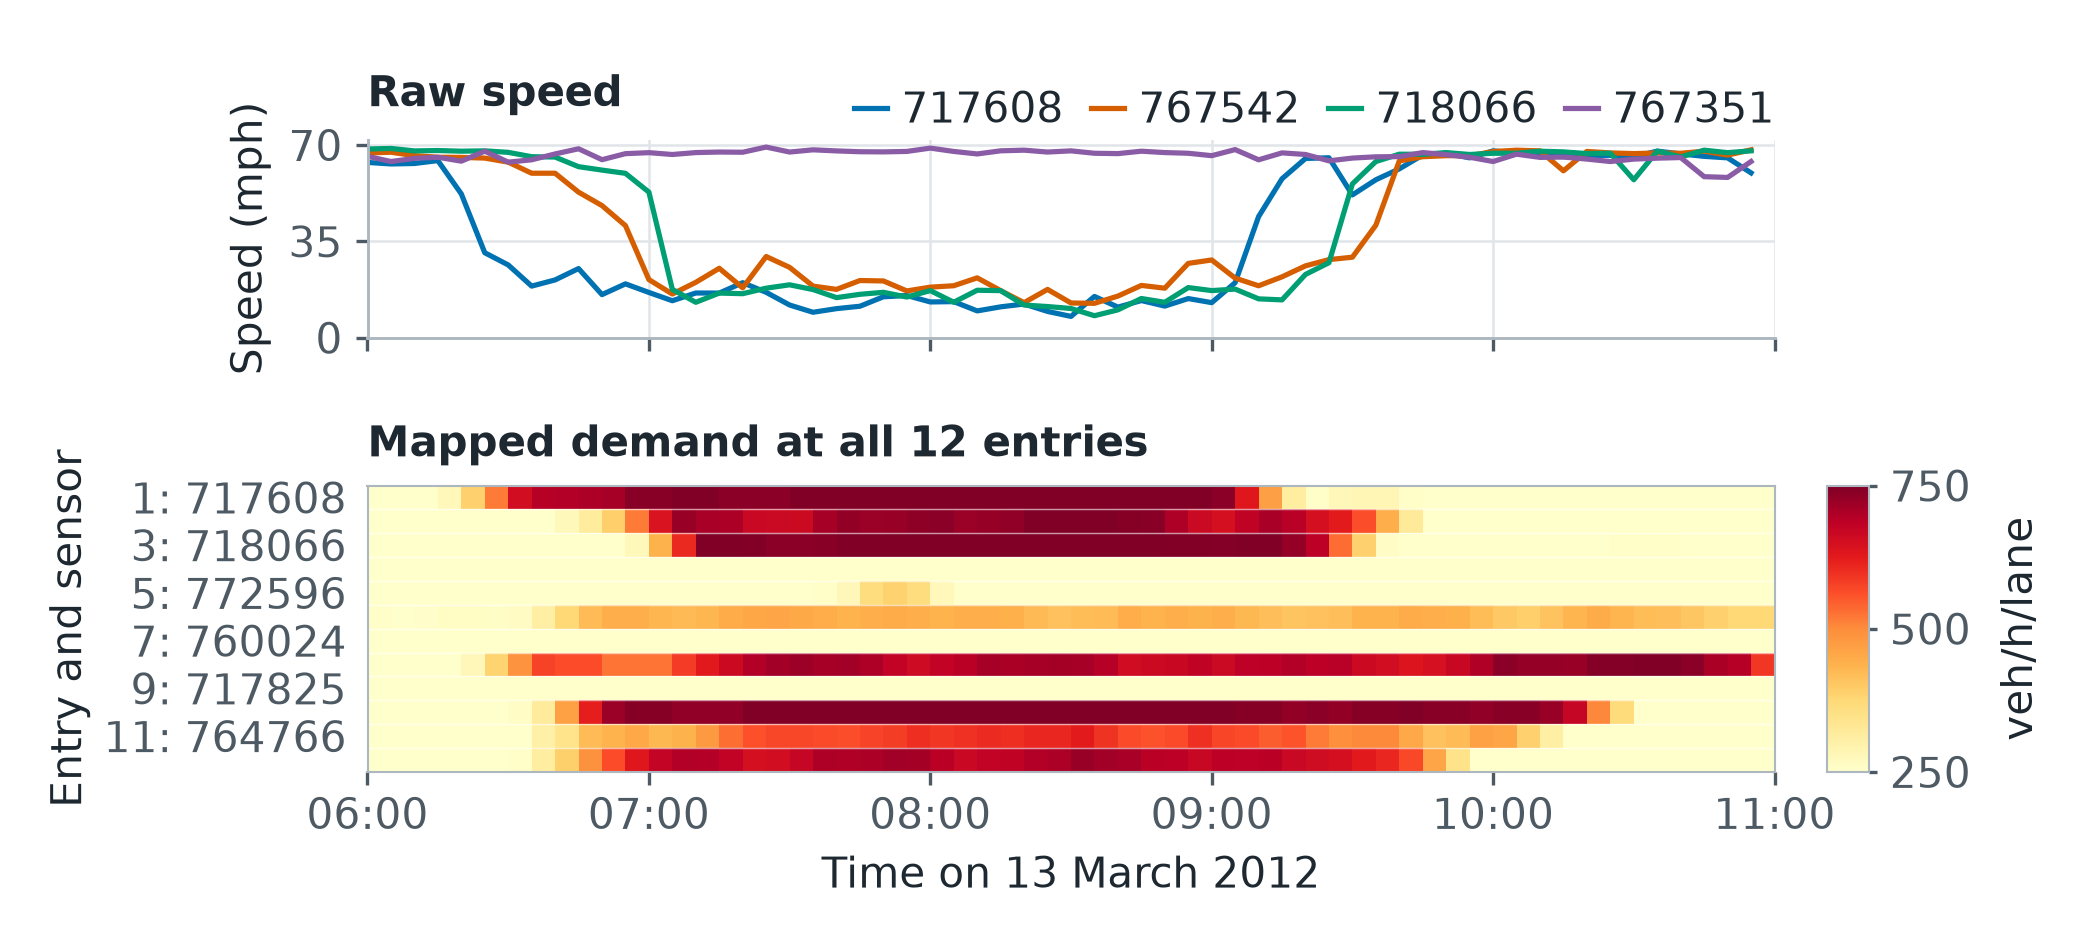 Raw speed
717608 767542 718066 767351
Speed (mph)
70
35
0
Mapped demand at all 12 entries
Entry and sensor
1: 717608
3: 718066
5: 772596
7: 760024
9: 717825
11: 764766
750
500
250
veh/h/lane
06:00 07:00 08:00 09:00 10:00 11:00
Time on 13 March 2012